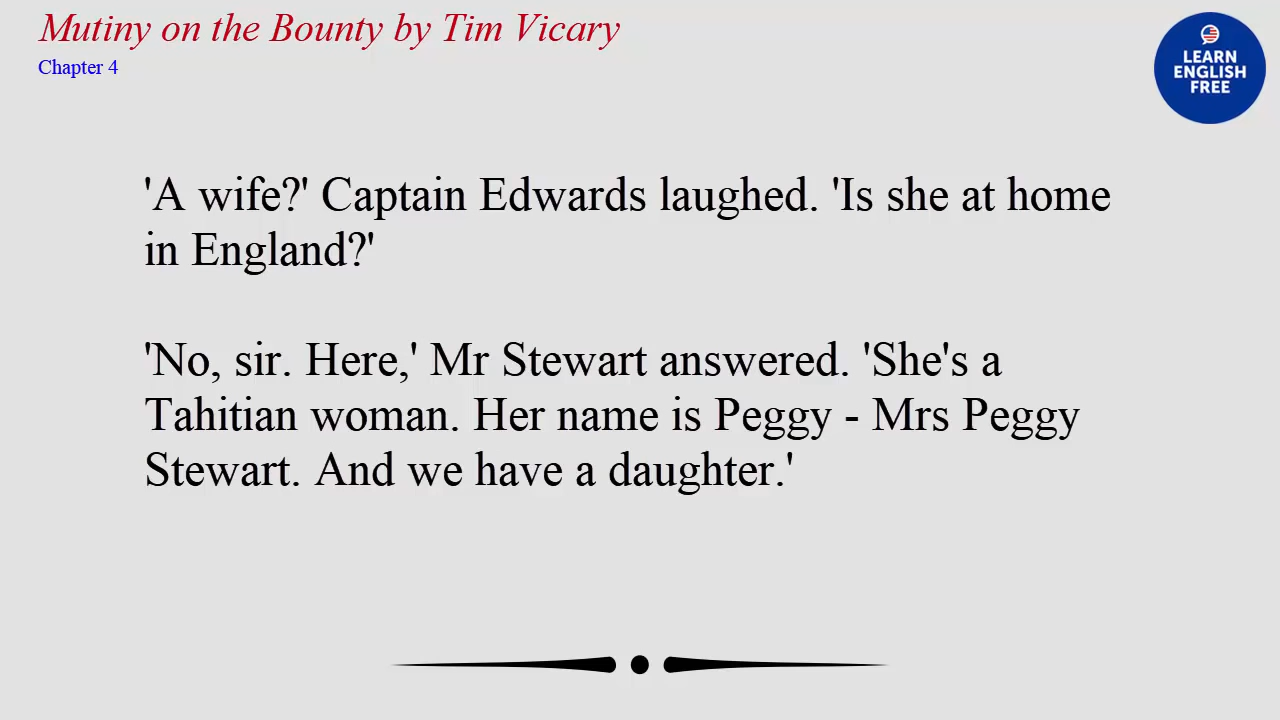 Mutiny on the Bounty by Tim Vicary
Chapter 4
LEARN
ENGLISH
FREE
'A wife?' Captain Edwards laughed. 'Is she at home
in England?'
'No, sir. Here,' Mr Stewart answered. 'She's a
Tahitian woman. Her name is Peggy - Mrs Peggy
Stewart. And we have a daughter.'